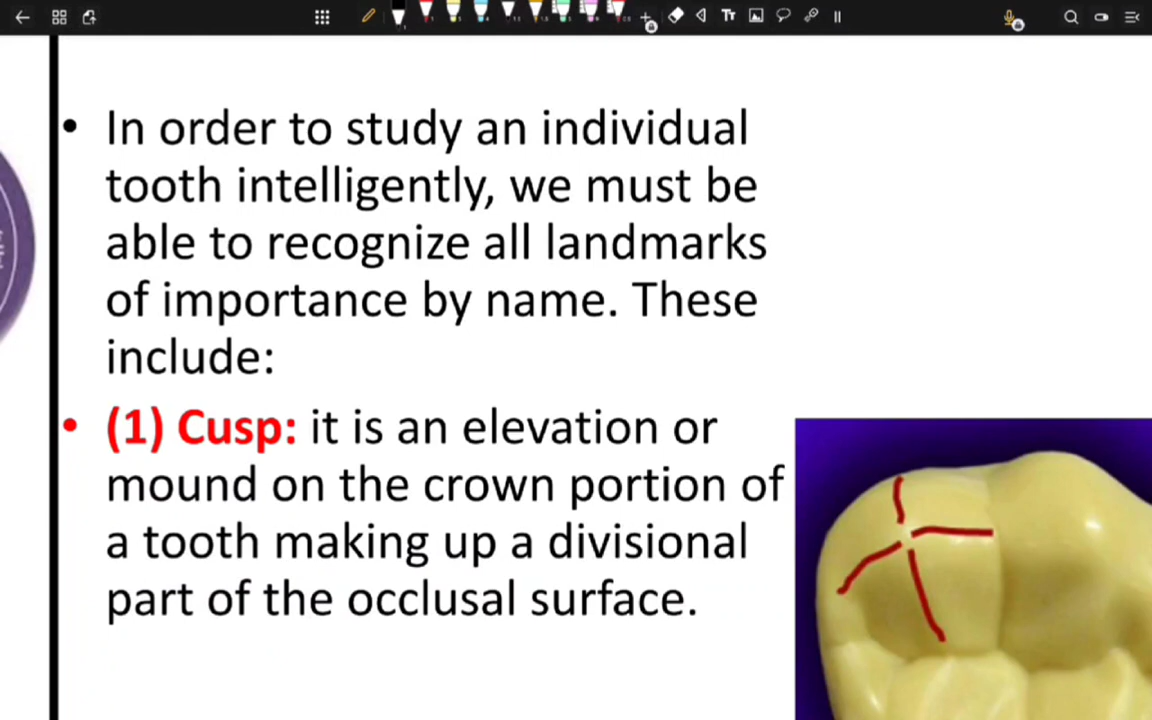 • In order to study an individual
tooth intelligently, we must be
able to recognize all landmarks
of importance by name. These
include:
• (1) Cusp: it is an elevation or
mound on the crown portion of
a tooth making up a divisional
part of the occlusal surface.